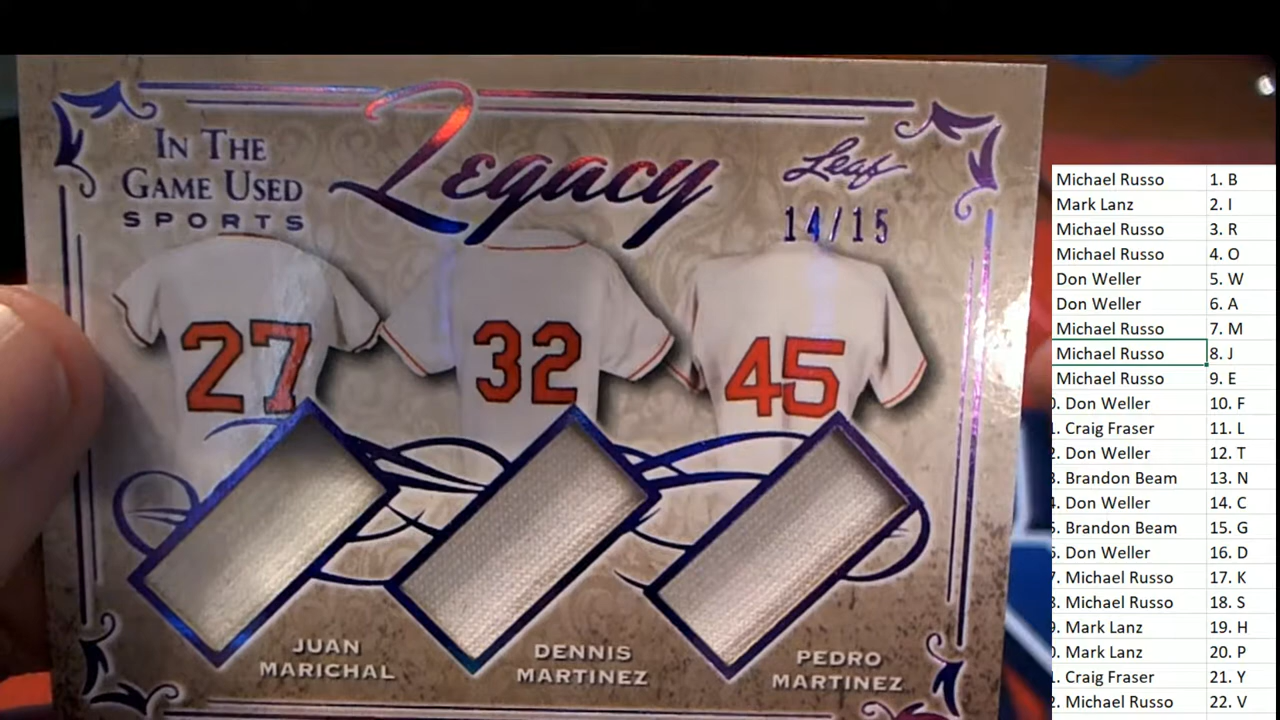 IN THE
GAME USED
SPORTS
Legacy
Leaf
14/15
27
32
45
JUAN
MARICHAL
DENNIS
MARTINEZ
PEDRO
MARTINEZ
Michael Russo 1. B
Mark Lanz 2. I
Michael Russo 3. R
Michael Russo 4. O
Don Weller 5. W
Don Weller 6. A
Michael Russo 7. M
Michael Russo 8. J
Michael Russo 9. E
. Don Weller 10. F
. Craig Fraser 11. L
. Don Weller 12. T
. Brandon Beam 13. N
. Don Weller 14. C
. Brandon Beam 15. G
. Don Weller 16. D
. Michael Russo 17. K
. Michael Russo 18. S
. Mark Lanz 19. H
. Mark Lanz 20. P
. Craig Fraser 21. Y
. Michael Russo 22. V